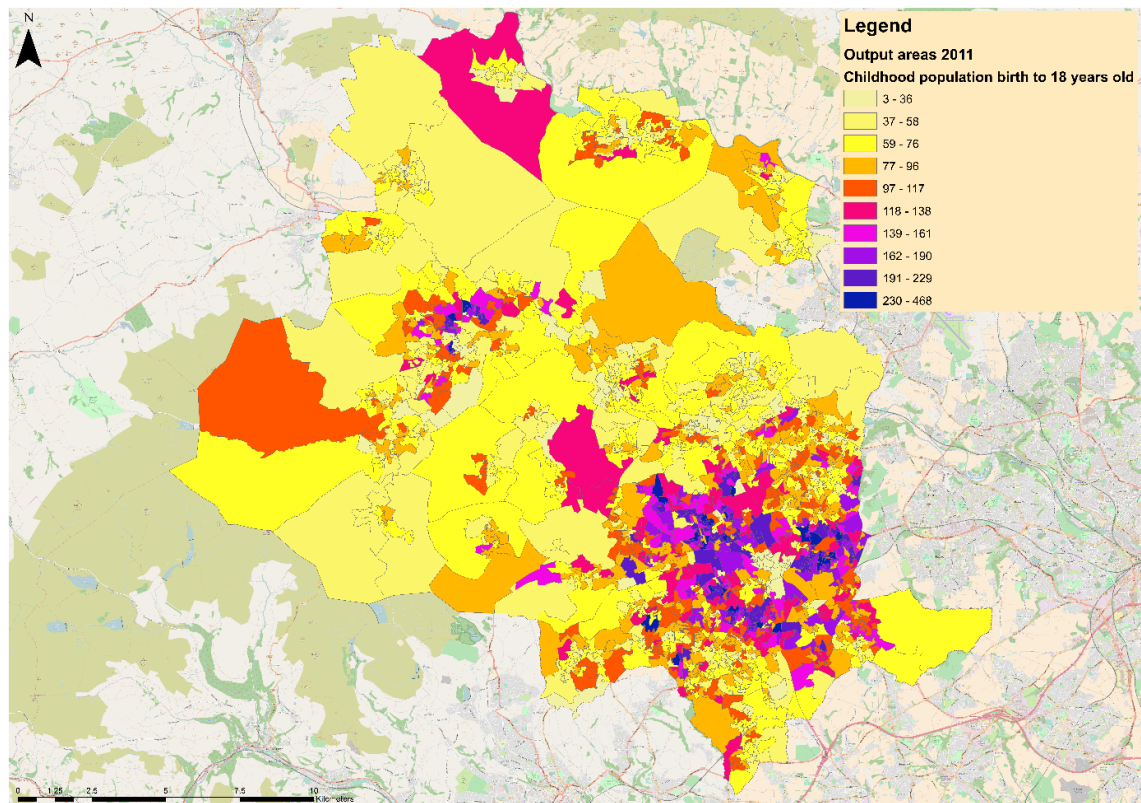 N
Legend
Output areas 2011
Childhood population birth to 18 years old
3 - 36
37 - 58
59 - 76
77 - 96
97 - 117
118 - 138
139 - 161
162 - 190
191 - 229
230 - 468
0 1.25 2.5 5 7.5 10
Kilometers